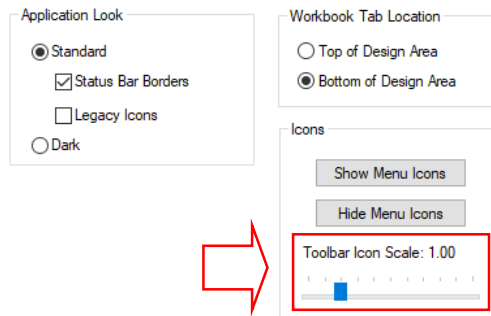 Application Look
Standard
Status Bar Borders
Legacy Icons
Dark
Workbook Tab Location
Top of Design Area
Bottom of Design Area
Icons
Show Menu Icons
Hide Menu Icons
Toolbar Icon Scale: 1.00